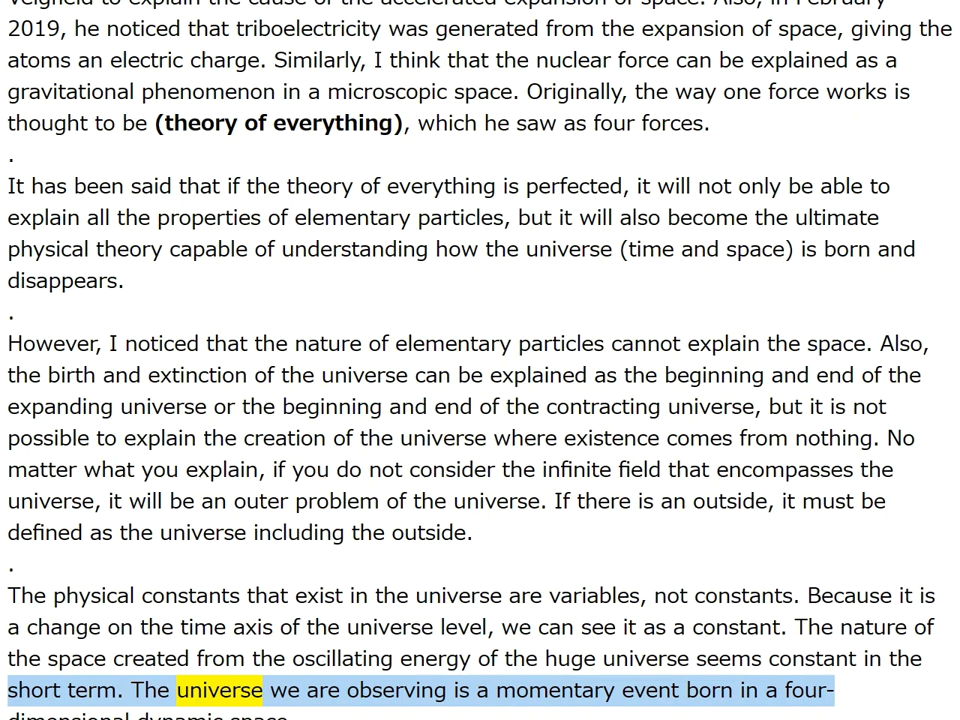 2019, he noticed that triboelectricity was generated from the expansion of space, giving the
atoms an electric charge. Similarly, I think that the nuclear force can be explained as a
gravitational phenomenon in a microscopic space. Originally, the way one force works is
thought to be (theory of everything), which he saw as four forces.
.
It has been said that if the theory of everything is perfected, it will not only be able to
explain all the properties of elementary particles, but it will also become the ultimate
physical theory capable of understanding how the universe (time and space) is born and
disappears.
.
However, I noticed that the nature of elementary particles cannot explain the space. Also,
the birth and extinction of the universe can be explained as the beginning and end of the
expanding universe or the beginning and end of the contracting universe, but it is not
possible to explain the creation of the universe where existence comes from nothing. No
matter what you explain, if you do not consider the infinite field that encompasses the
universe, it will be an outer problem of the universe. If there is an outside, it must be
defined as the universe including the outside.
.
The physical constants that exist in the universe are variables, not constants. Because it is
a change on the time axis of the universe level, we can see it as a constant. The nature of
the space created from the oscillating energy of the huge universe seems constant in the
short term. The universe we are observing is a momentary event born in a four-
dimensional dynamic space.